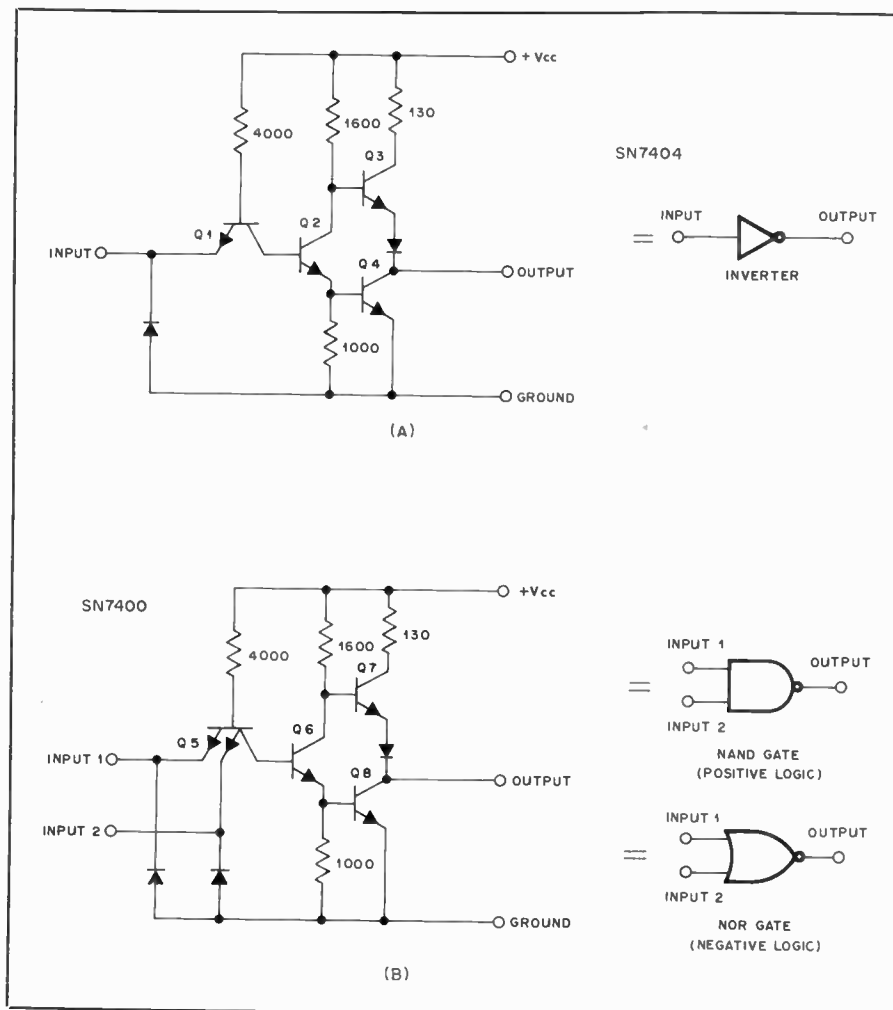 + Vcc
4000
1600
130
Q3
SN7404
Q1
Q2
INPUT
Q4
OUTPUT
=
INPUT
OUTPUT
INVERTER
1000
GROUND
(A)
SN7400
+Vcc
4000
1600
130
Q7
INPUT 1
OUTPUT
=
INPUT 2
NAND GATE
(POSITIVE LOGIC)
Q5
Q6
INPUT 1
Q8
OUTPUT
INPUT 2
1000
INPUT 1
OUTPUT
=
INPUT 2
NOR GATE
(NEGATIVE LOGIC)
GROUND
(B)